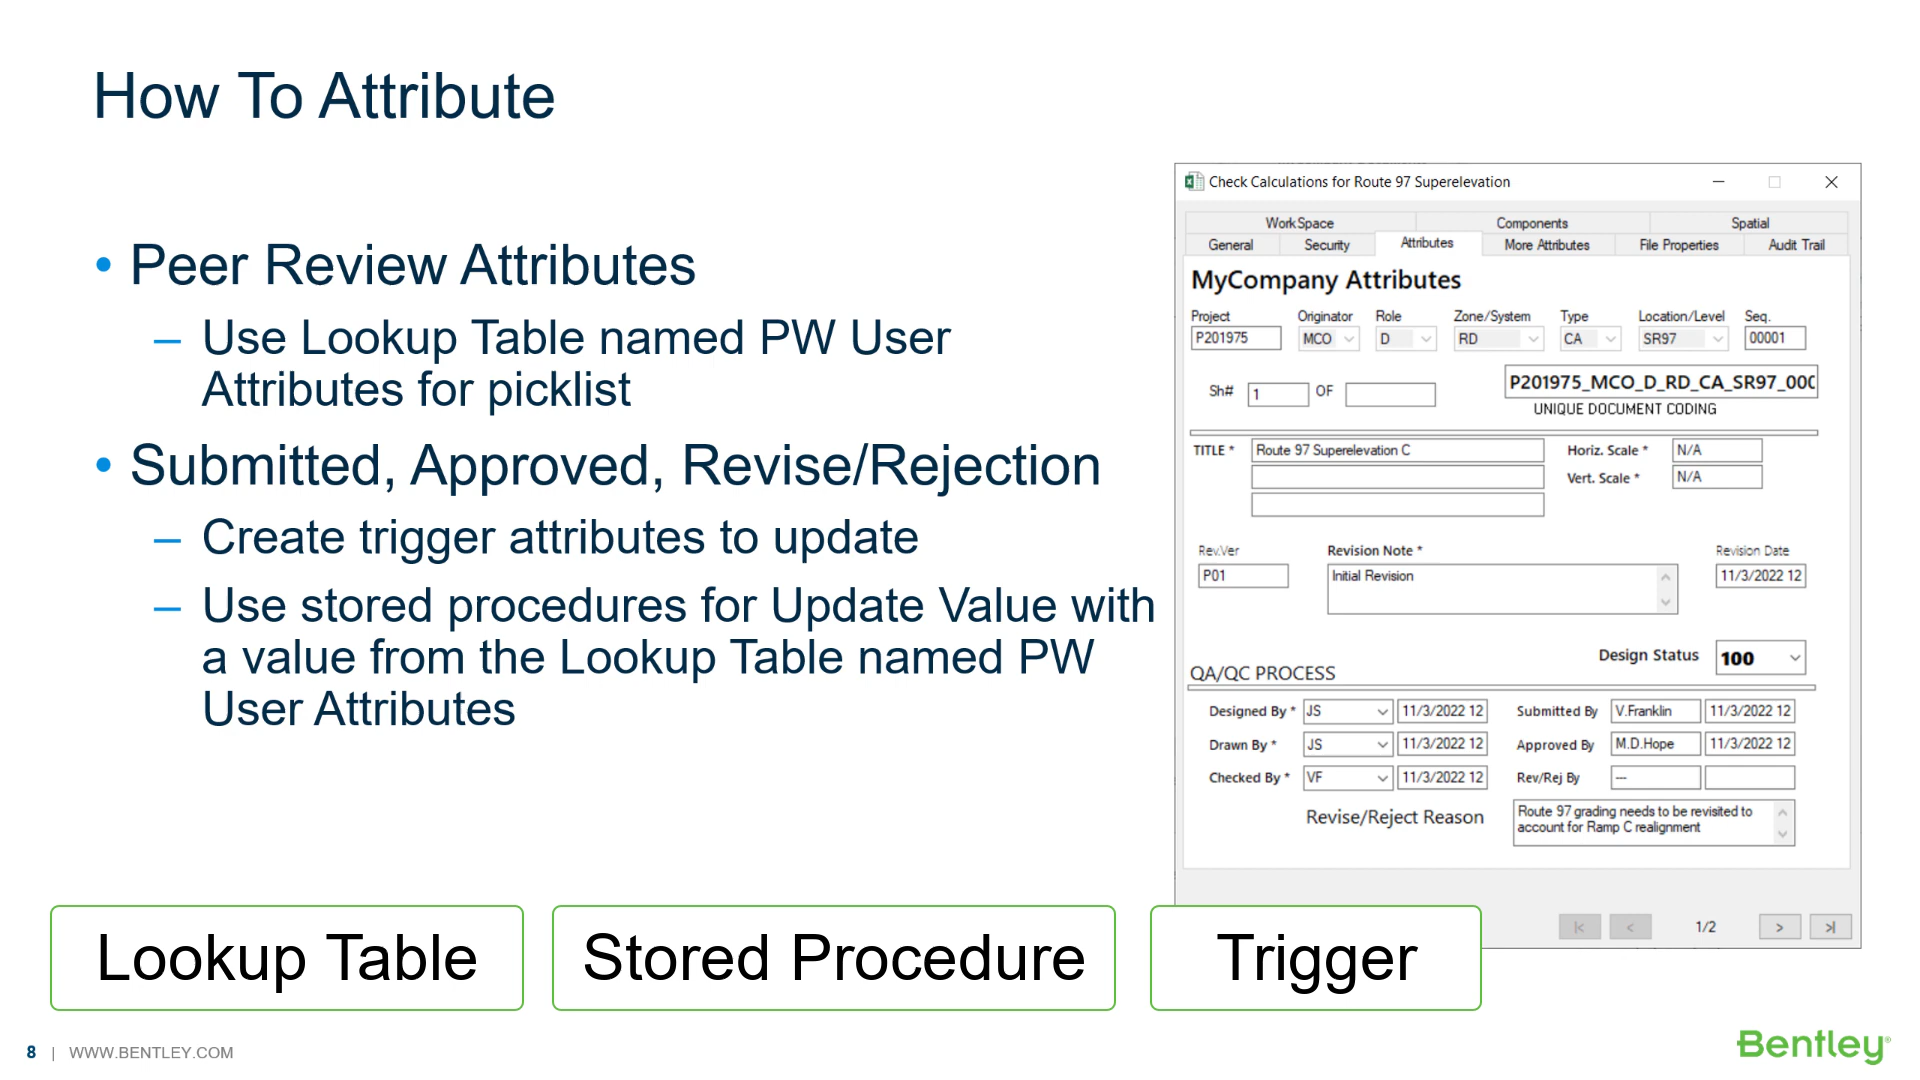 How To Attribute
• Peer Review Attributes
– Use Lookup Table named PW User
Attributes for picklist
• Submitted, Approved, Revise/Rejection
– Create trigger attributes to update
– Use stored procedures for Update Value with
a value from the Lookup Table named PW
User Attributes
Check Calculations for Route 97 Superelevation
WorkSpace Components Spatial
General Security Attributes More Attributes File Properties Audit Trail
MyCompany Attributes
Project Originator Role Zone/System Type Location/Level Seq.
P201975 MCO D RD CA SR97 00001
Sh# 1 OF
P201975_MCO_D_RD_CA_SR97_000
UNIQUE DOCUMENT CODING
TITLE * Route 97 Superelevation C Horiz. Scale * N/A
Vert. Scale * N/A
Rev.Ver Revision Note * Revision Date
P01 Initial Revision 11/3/2022 12
Design Status 100
QA/QC PROCESS
Designed By * JS 11/3/2022 12 Submitted By V.Franklin 11/3/2022 12
Drawn By * JS 11/3/2022 12 Approved By M.D.Hope 11/3/2022 12
Checked By * VF 11/3/2022 12 Rev/Rej By ---
Revise/Reject Reason
Route 97 grading needs to be revisited to
account for Ramp C realignment
|< < 1/2 > >|
Lookup Table
Stored Procedure
Trigger
8 | WWW.BENTLEY.COM
Bentley®